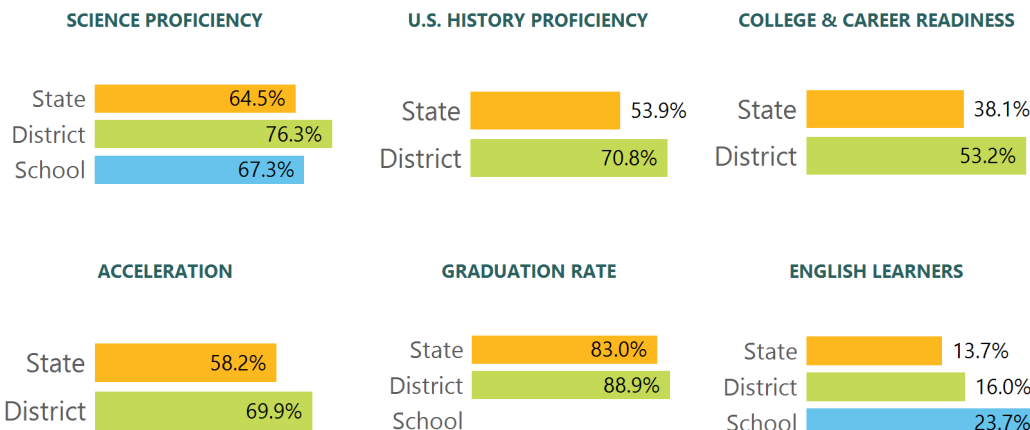 SCIENCE PROFICIENCY
State 64.5%
District 76.3%
School 67.3%
U.S. HISTORY PROFICIENCY
State 53.9%
District 70.8%
COLLEGE & CAREER READINESS
State 38.1%
District 53.2%
ACCELERATION
State 58.2%
District 69.9%
GRADUATION RATE
State 83.0%
District 88.9%
School
ENGLISH LEARNERS
State 13.7%
District 16.0%
School 23.7%